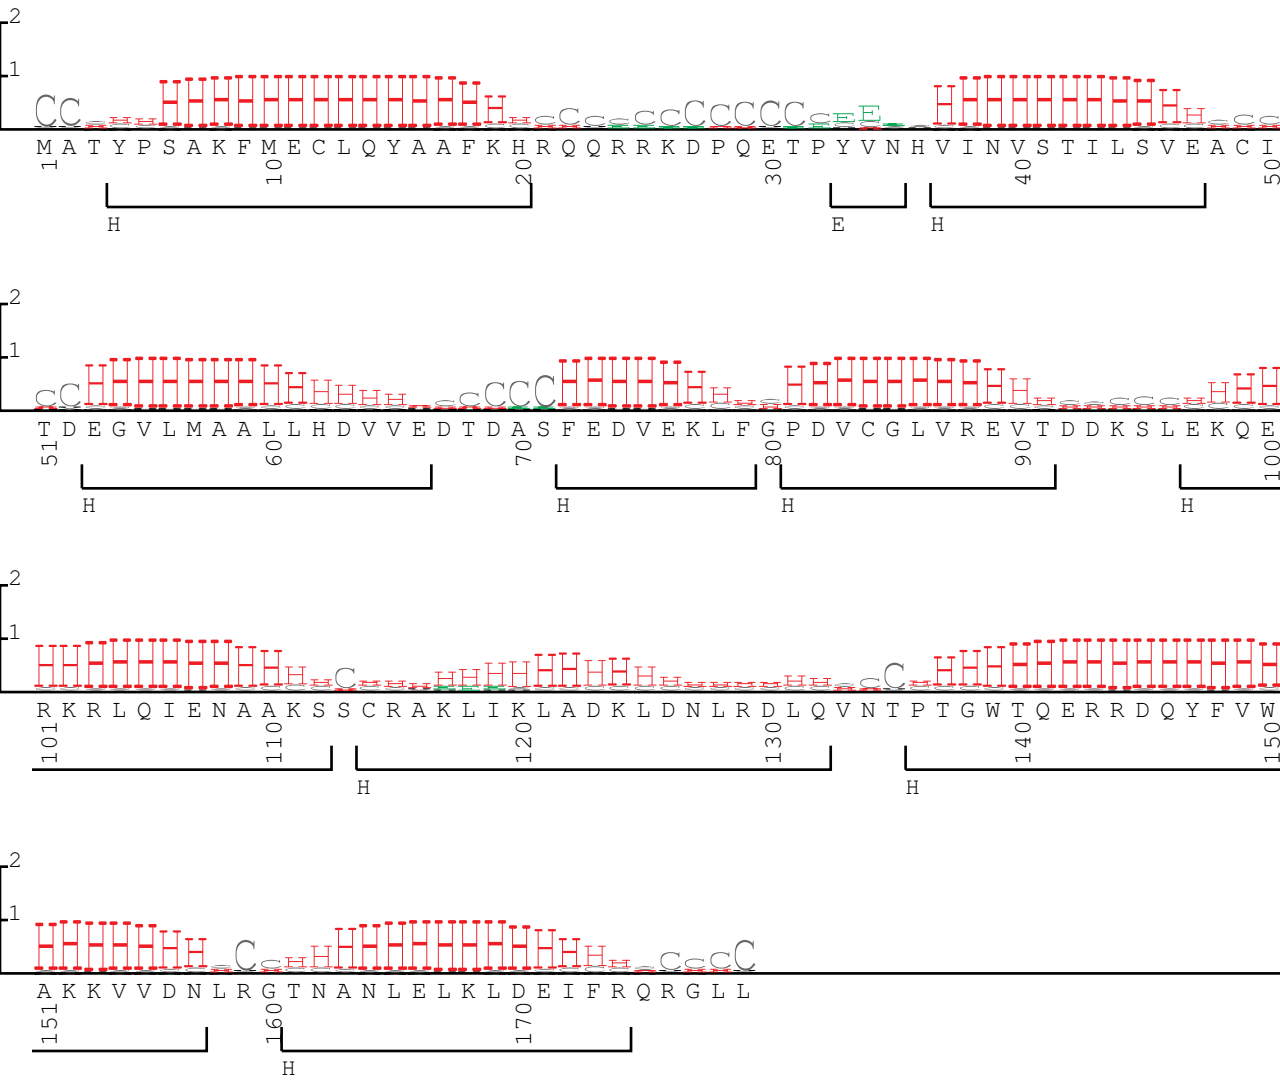 2
1
M A T Y P S A K F M E C L Q Y A A F K H R Q Q R R K D P Q E T P Y V N H V I N V S T I L S V E A C I
1 10 20 30 40 50
H E H
2
1
T D E G V L M A A L L H D V V E D T D A S F E D V E K L F G P D V C G L V R E V T D D K S L E K Q E
51 60 70 80 90 100
H H H H
2
1
R K R L Q I E N A A K S S C R A K L I K L A D K L D N L R D L Q V N T P T G W T Q E R R D Q Y F V W
101 110 120 130 140 150
H H
2
1
A K K V V D N L R G T N A N L E L K L D E I F R Q R G L L
151 160 170
H